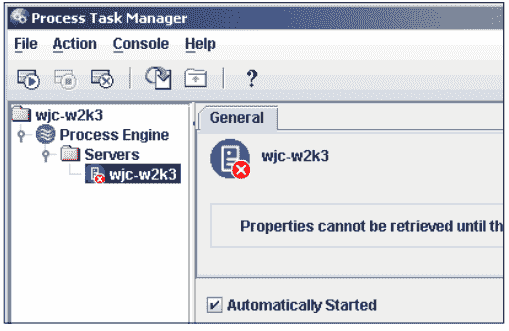 Process Task Manager
File Action Console Help
?
wjc-w2k3
Process Engine
Servers
wjc-w2k3
General
wjc-w2k3
Properties cannot be retrieved until th
Automatically Started